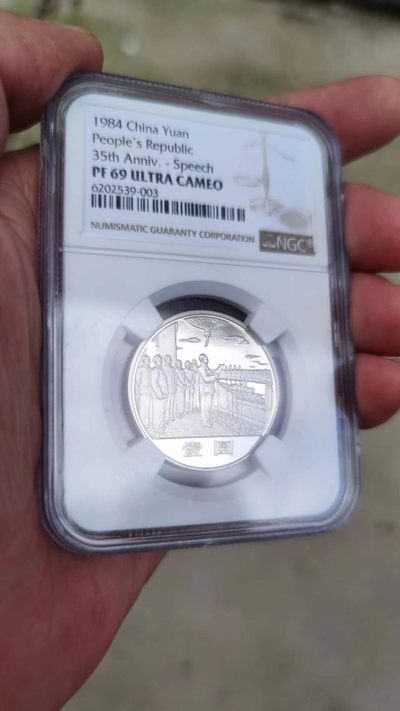 1984 China Yuan
People's Republic
35th Anniv. - Speech
PF 69 ULTRA CAMEO
6202539-003
NUMISMATIC GUARANTY CORPORATION
NGC
壹 圆